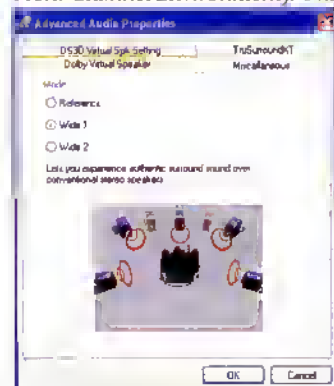 Advanced Audio Properties
DS3D Virtual Spk Setting
TruSurroundXT
Dolby Virtual Speaker
Miscellaneous
Mode
Reference
Wide 1
Wide 2
Lets you experience authentic surround sound over
conventional stereo speakers
OK
Cancel